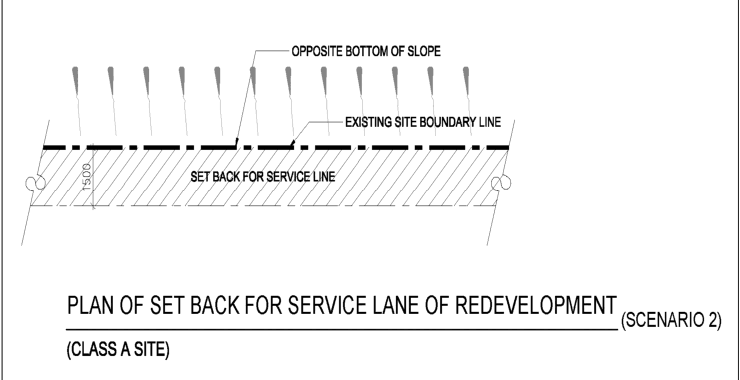 OPPOSITE BOTTOM OF SLOPE
EXISTING SITE BOUNDARY LINE
1500
SET BACK FOR SERVICE LINE
PLAN OF SET BACK FOR SERVICE LANE OF REDEVELOPMENT (SCENARIO 2)
(CLASS A SITE)